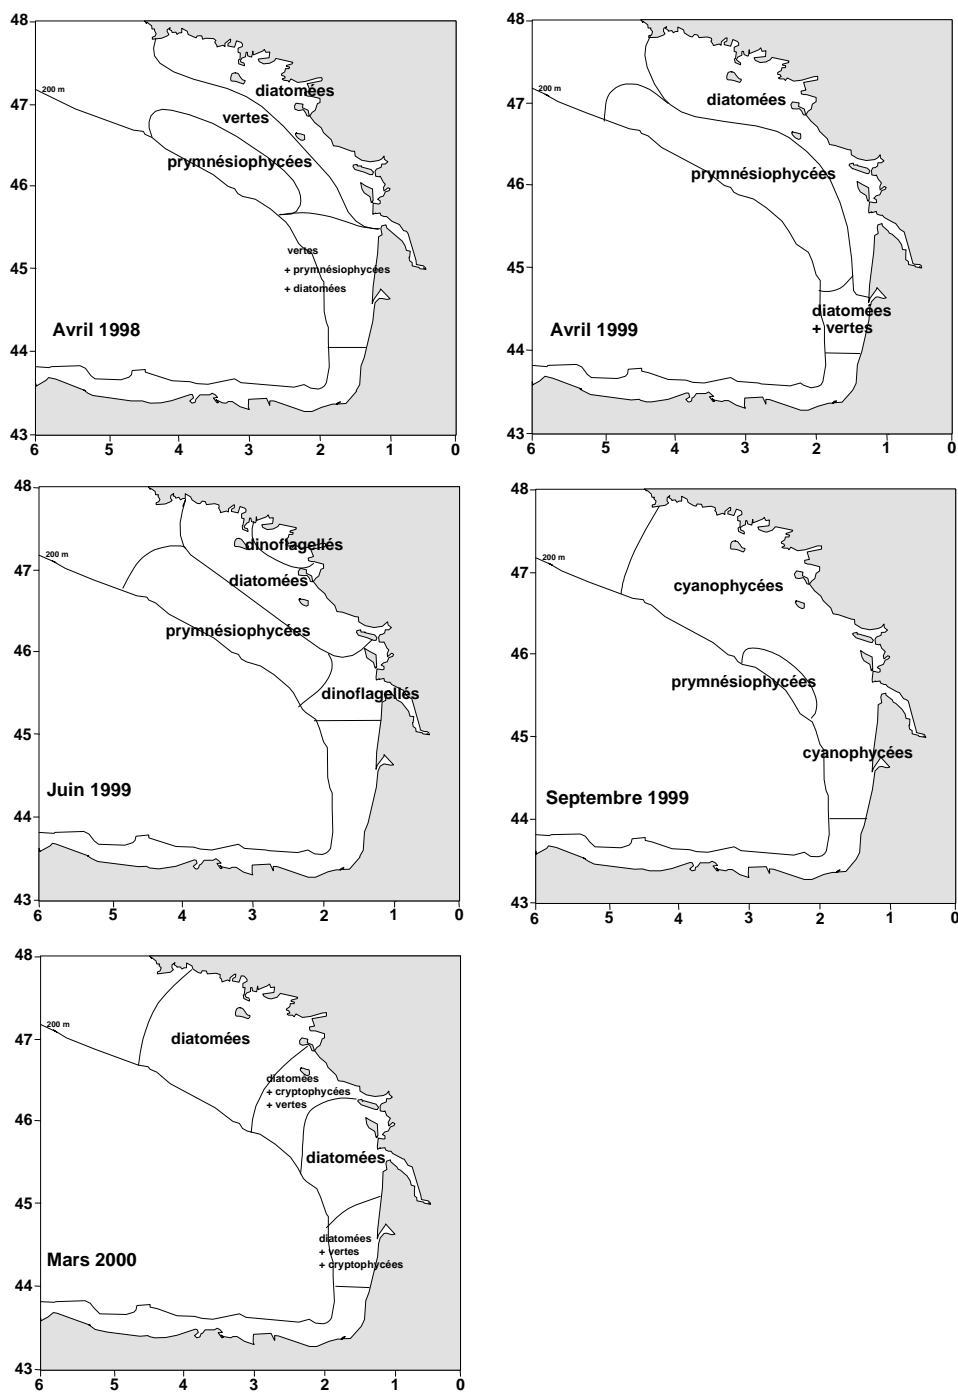 48
47
46
45
44
43
6
5
4
3
2
1
0
200 m
diatomées
vertes
prymnésiophycées
vertes
+ prymnésiophycées
+ diatomées
Avril 1998
48
47
46
45
44
43
6
5
4
3
2
1
0
200 m
diatomées
prymnésiophycées
diatomées
+ vertes
Avril 1999
48
47
46
45
44
43
6
5
4
3
2
1
0
200 m
dinoflagellés
diatomées
prymnésiophycées
dinoflagellés
Juin 1999
48
47
46
45
44
43
6
5
4
3
2
1
0
200 m
cyanophycées
prymnésiophycées
cyanophycées
Septembre 1999
48
47
46
45
44
43
6
5
4
3
2
1
0
200 m
diatomées
diatomées
+ cryptophycées
+ vertes
diatomées
diatomées
+ vertes
+ cryptophycées
Mars 2000